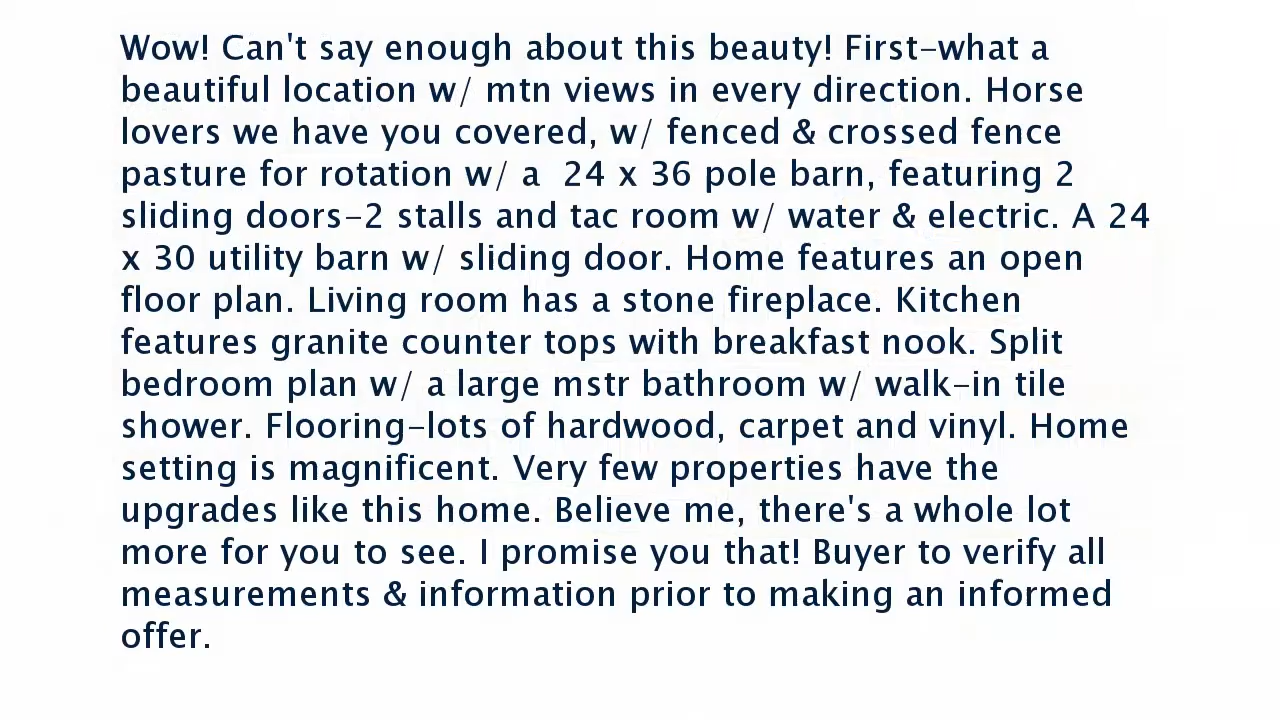 Wow! Can't say enough about this beauty! First-what a
beautiful location w/ mtn views in every direction. Horse
lovers we have you covered, w/ fenced & crossed fence
pasture for rotation w/ a  24 x 36 pole barn, featuring 2
sliding doors-2 stalls and tac room w/ water & electric. A 24
x 30 utility barn w/ sliding door. Home features an open
floor plan. Living room has a stone fireplace. Kitchen
features granite counter tops with breakfast nook. Split
bedroom plan w/ a large mstr bathroom w/ walk-in tile
shower. Flooring-lots of hardwood, carpet and vinyl. Home
setting is magnificent. Very few properties have the
upgrades like this home. Believe me, there's a whole lot
more for you to see. I promise you that! Buyer to verify all
measurements & information prior to making an informed
offer.